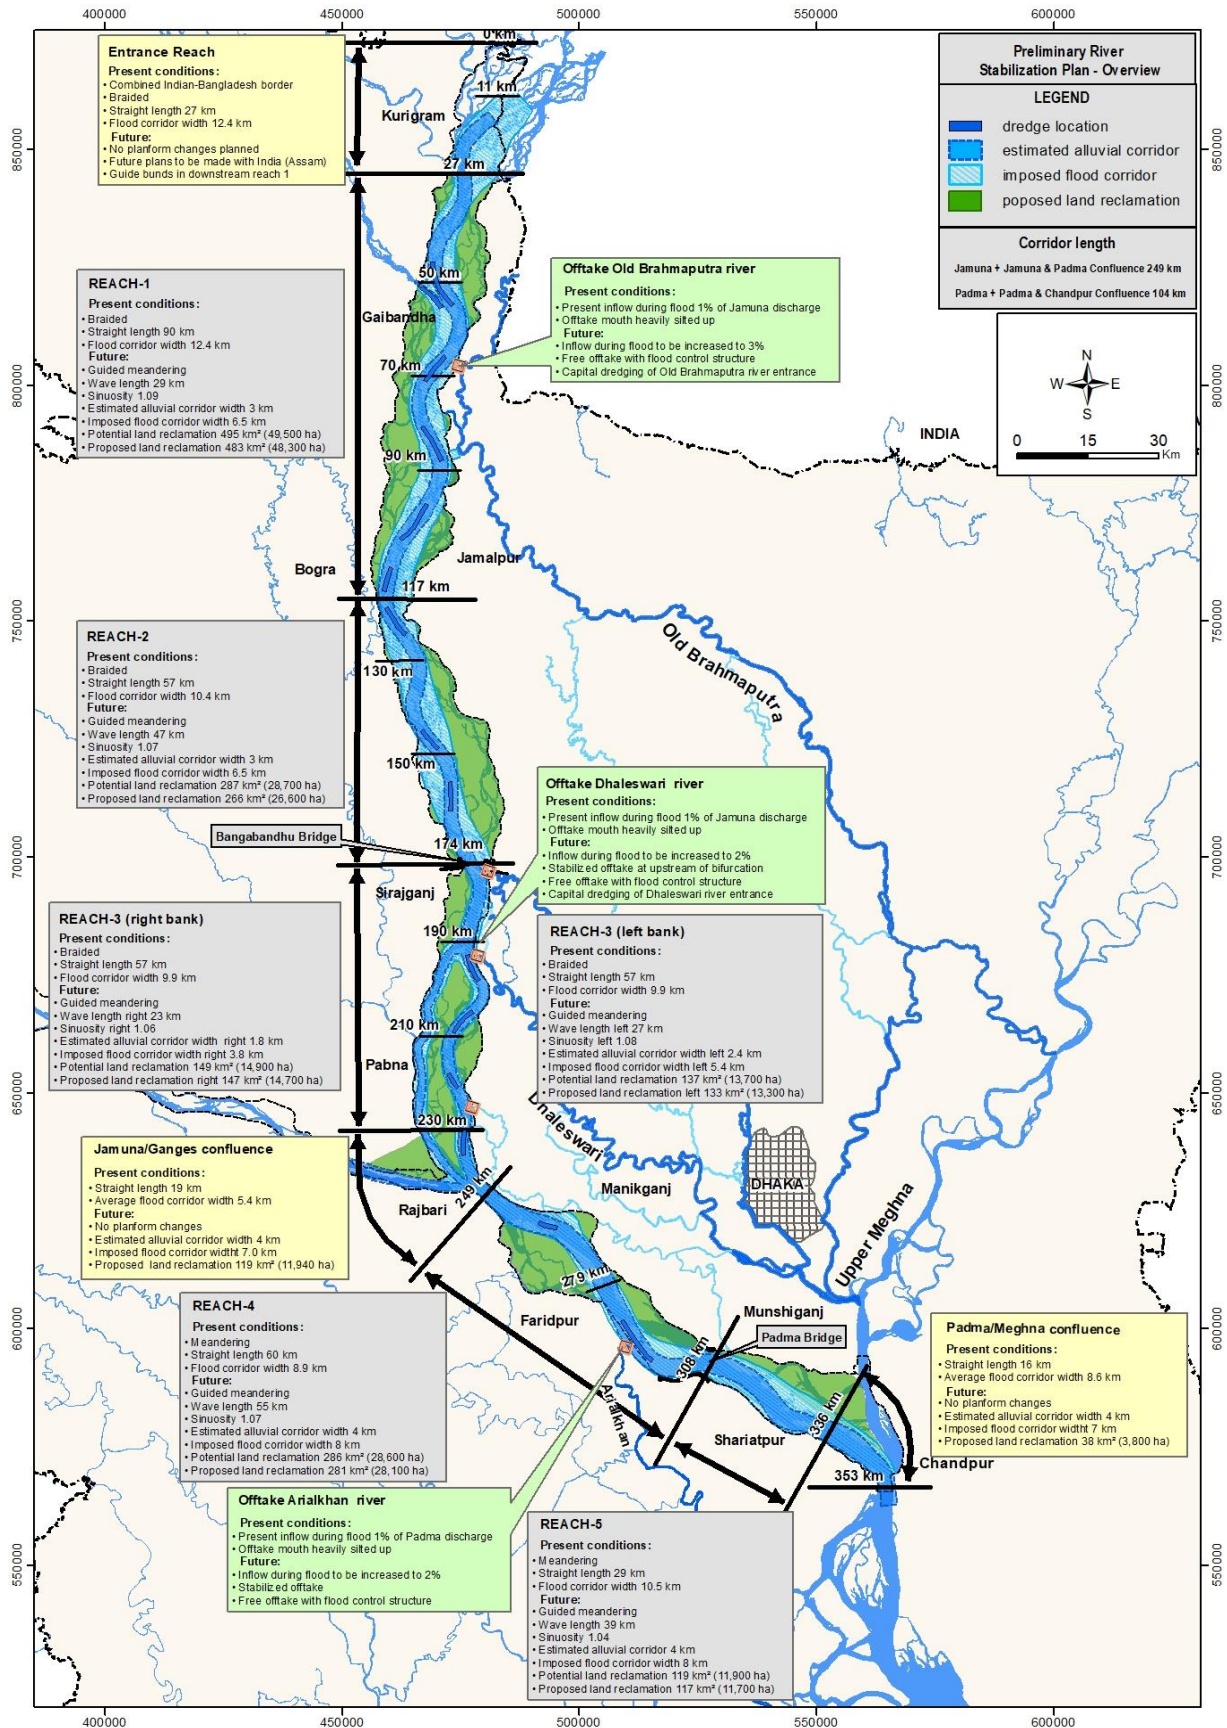 400000
450000
500000
550000
600000
Entrance Reach
Present conditions:
• Combined Indian-Bangladesh border
• Braided
• Straight length 27 km
• Flood corridor width 12.4 km
Future:
• No planform changes planned
• Future plans to be made with India (Assam)
• Guide bunds in downstream reach 1
0 km
11 km
Kurigram
27 km
Preliminary River
Stabilization Plan - Overview
LEGEND
dredge location
estimated alluvial corridor
imposed flood corridor
poposed land reclamation
Corridor length
Jamuna + Jamuna & Padma Confluence 249 km
Padma + Padma & Chandpur Confluence 104 km
N
W
E
S
0
15
30
Km
INDIA
850000
850000
REACH-1
Present conditions:
• Braided
• Straight length 90 km
• Flood corridor width 12.4 km
Future:
• Guided meandering
• Wave length 29 km
• Sinuosity 1.09
• Estimated alluvial corridor width 3 km
• Imposed flood corridor width 6.5 km
• Potential land reclamation 495 km² (49,500 ha)
• Proposed land reclamation 483 km² (48,300 ha)
50 km
Gaibandha
70 km
90 km
Offtake Old Brahmaputra river
Present conditions:
• Present inflow during flood 1% of Jamuna discharge
• Offtake mouth heavily silted up
Future:
• Inflow during flood to be increased to 3%
• Free offtake with flood control structure
• Capital dredging of Old Brahmaputra river entrance
800000
800000
Jamalpur
Bogra
117 km
750000
750000
REACH-2
Present conditions:
• Braided
• Straight length 57 km
• Flood corridor width 10.4 km
Future:
• Guided meandering
• Wave length 47 km
• Sinuosity 1.07
• Estimated alluvial corridor width 3 km
• Imposed flood corridor width 6.5 km
• Potential land reclamation 287 km² (28,700 ha)
• Proposed land reclamation 266 km² (26,600 ha)
130 km
150 km
Old Brahmaputra
Bangabandhu Bridge
174 km
Sirajganj
Offtake Dhaleswari river
Present conditions:
• Present inflow during flood 1% of Jamuna discharge
• Offtake mouth heavily silted up
Future:
• Inflow during flood to be increased to 2%
• Stabilized offtake at upstream of bifurcation
• Free offtake with flood control structure
• Capital dredging of Dhaleswari river entrance
700000
700000
REACH-3 (right bank)
Present conditions:
• Braided
• Straight length 57 km
• Flood corridor width 9.9 km
Future:
• Guided meandering
• Wave length right 23 km
• Sinuosity right 1.06
• Estimated alluvial corridor width right 1.8 km
• Imposed flood corridor width right 3.8 km
• Potential land reclamation 149 km² (14,900 ha)
• Proposed land reclamation right 147 km² (14,700 ha)
190 km
210 km
Pabna
230 km
REACH-3 (left bank)
Present conditions:
• Braided
• Straight length 57 km
• Flood corridor width 9.9 km
Future:
• Guided meandering
• Wave length left 27 km
• Sinuosity left 1.08
• Estimated alluvial corridor width left 2.4 km
• Imposed flood corridor width left 5.4 km
• Potential land reclamation 137 km² (13,700 ha)
• Proposed land reclamation left 133 km² (13,300 ha)
650000
650000
Dhaleswari
Manikganj
DHAKA
Upper Meghna
Jamuna/Ganges confluence
Present conditions:
• Straight length 19 km
• Average flood corridor width 5.4 km
Future:
• No planform changes
• Estimated alluvial corridor width 4 km
• Imposed flood corridor widtht 7.0 km
• Proposed land reclamation 119 km² (11,940 ha)
Rajbari
249 km
279 km
Faridpur
Munshiganj
Padma Bridge
308 km
Arialkhan
Shariatpur
336 km
353 km
Chandpur
600000
600000
REACH-4
Present conditions:
• Meandering
• Straight length 60 km
• Flood corridor width 8.9 km
Future:
• Guided meandering
• Wave length 55 km
• Sinuosity 1.07
• Estimated alluvial corridor width 4 km
• Imposed flood corridor width 8 km
• Potential land reclamation 286 km² (28,600 ha)
• Proposed land reclamation 281 km² (28,100 ha)
Padma/Meghna confluence
Present conditions:
• Straight length 16 km
• Average flood corridor width 8.6 km
Future:
• No planform changes
• Estimated alluvial corridor width 4 km
• Imposed flood corridor widtht 7 km
• Proposed land reclamation 38 km² (3,800 ha)
Offtake Arialkhan river
Present conditions:
• Present inflow during flood 1% of Padma discharge
• Offtake mouth heavily silted up
Future:
• Inflow during flood to be increased to 2%
• Stabilized offtake
• Free offtake with flood control structure
REACH-5
Present conditions:
• Meandering
• Straight length 29 km
• Flood corridor width 10.5 km
Future:
• Guided meandering
• Wave length 39 km
• Sinuosity 1.04
• Estimated alluvial corridor 4 km
• Imposed flood corridor width 8 km
• Potential land reclamation 119 km² (11,900 ha)
• Proposed land reclamation 117 km² (11,700 ha)
550000
550000
400000
450000
500000
550000
600000